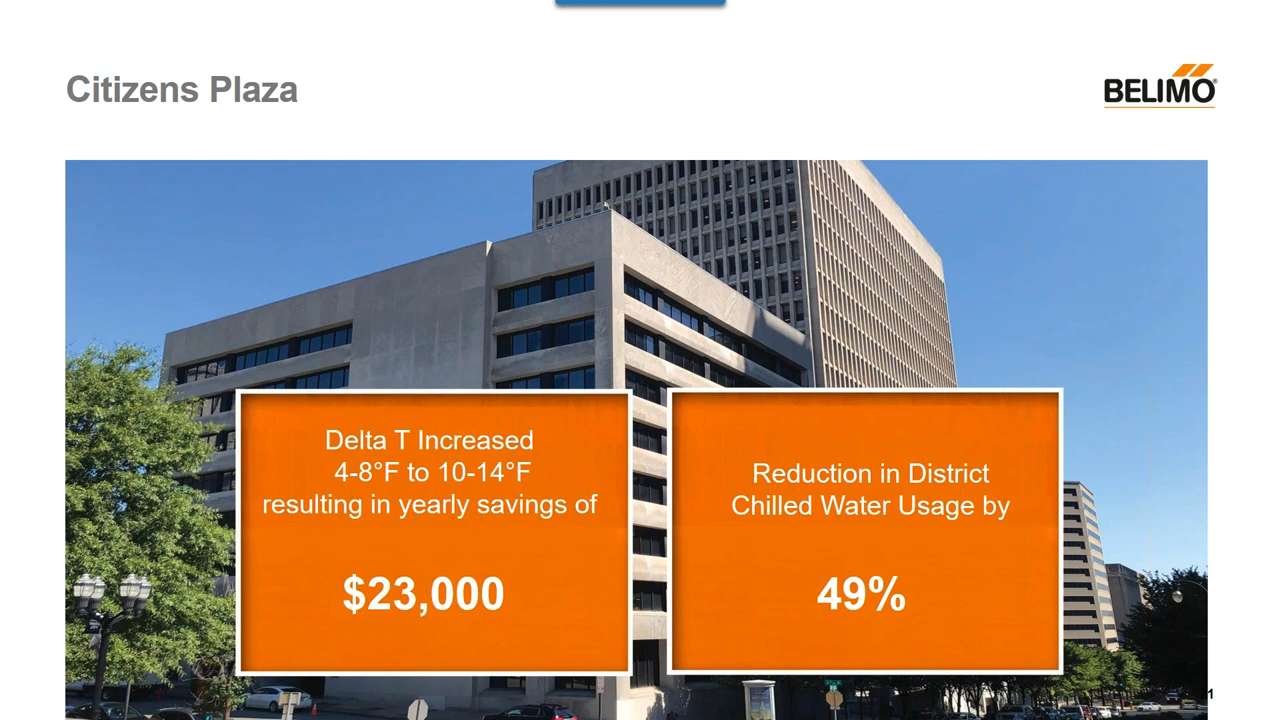 Citizens Plaza
BELIMO®
Delta T Increased
4-8°F to 10-14°F
resulting in yearly savings of
$23,000
Reduction in District
Chilled Water Usage by
49%